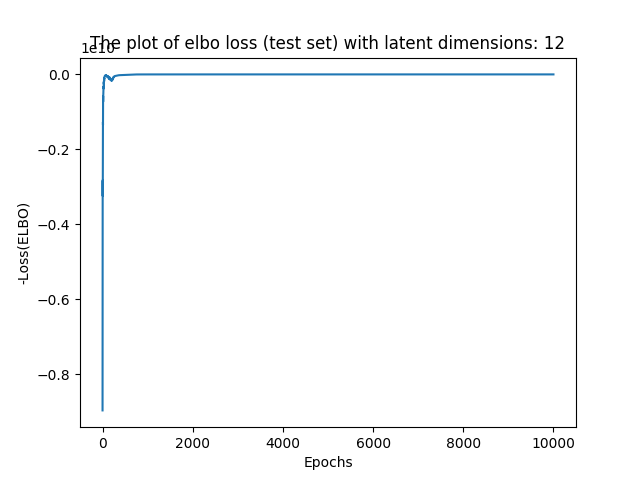 The plot of elbo loss (test set) with latent dimensions: 12
1e10
0.0
−0.2
−0.4
−0.6
−0.8
-Loss(ELBO)
0 2000 4000 6000 8000 10000
Epochs